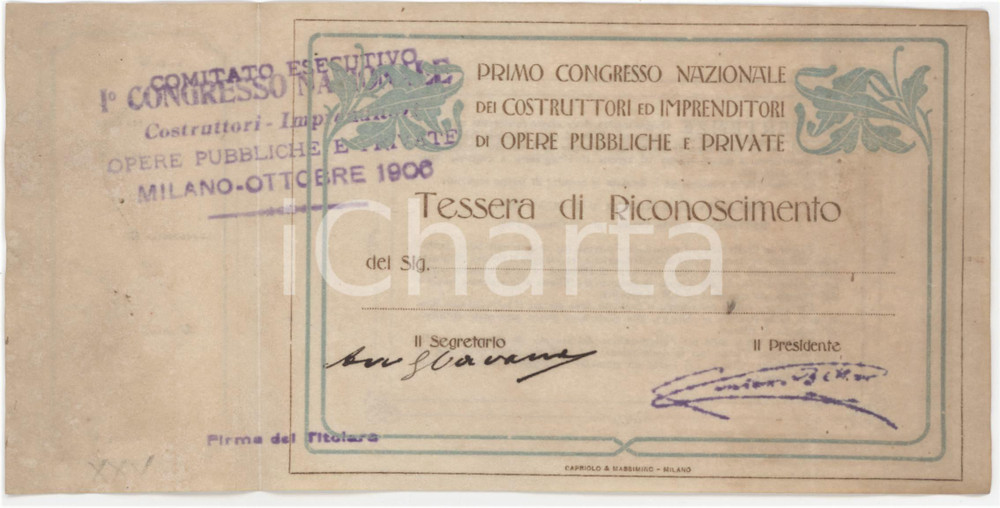 COMITATO ESECUTIVO
Iº CONGRESSO NAZIONALE
Costruttori - Imprenditori
OPERE PUBBLICHE E PRIVATE
MILANO-OTTOBRE 1906
PRIMO CONGRESSO NAZIONALE
DEI COSTRUTTORI ED IMPRENDITORI
DI OPERE PUBBLICHE E PRIVATE
Tessera di Riconoscimento
del Sig.
iCharta
Il Segretario
Il Presidente
Firma del Titolare
CAPRIOLO & MASSIMINO - MILANO